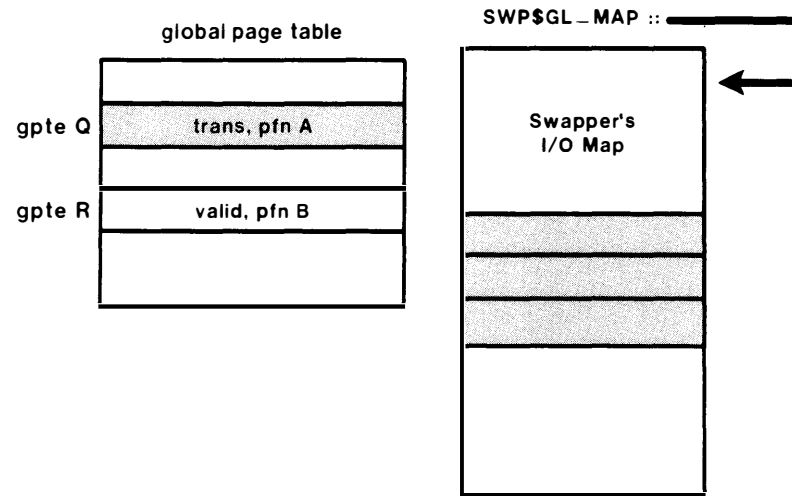 global page table
gpte Q
trans, pfn A
gpte R
valid, pfn B
SWP$GL_MAP ::
Swapper's
I/O Map